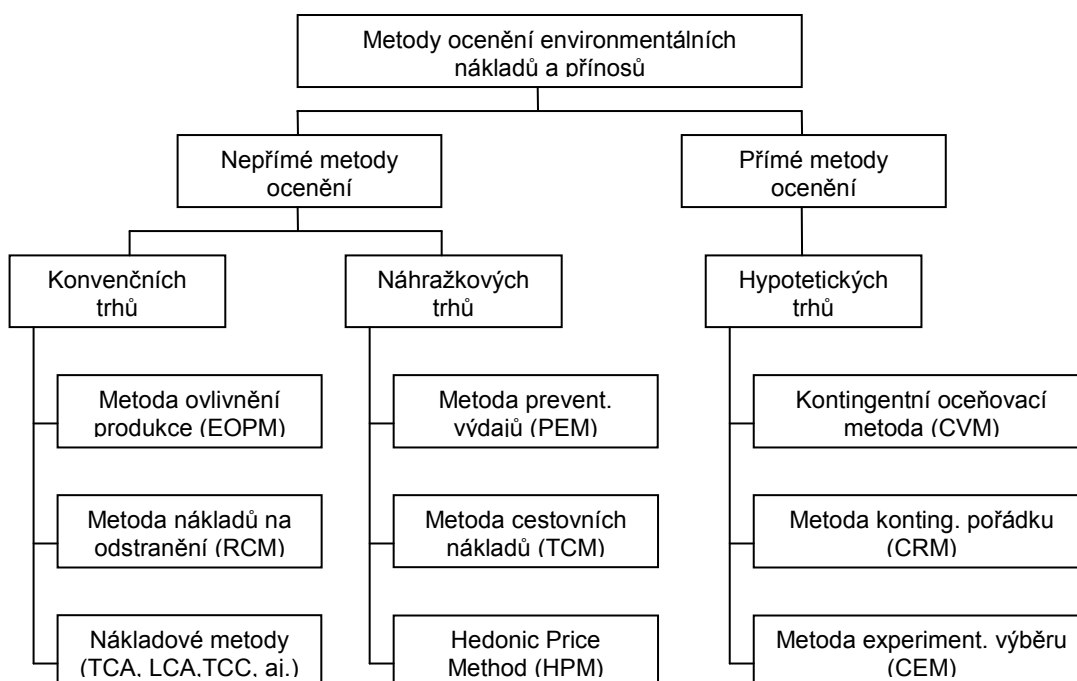 Metody ocenění environmentálních
nákladů a přínosů
Nepřímé metody
ocenění
Přímé metody
ocenění
Konvenčních
trhů
Náhražkových
trhů
Hypotetických
trhů
Metoda ovlivnění
produkce (EOPM)
Metoda prevent.
výdajů (PEM)
Kontingentní oceňovací
metoda (CVM)
Metoda nákladů na
odstranění (RCM)
Metoda cestovních
nákladů (TCM)
Metoda konting. pořádku
(CRM)
Nákladové metody
(TCA, LCA,TCC, aj.)
Hedonic Price
Method (HPM)
Metoda experiment. výběru
(CEM)